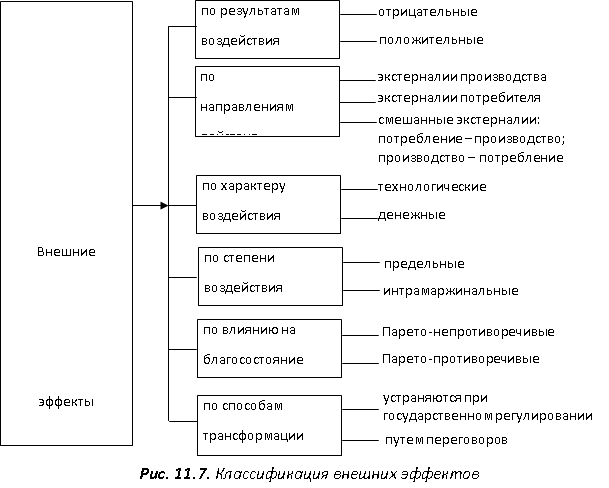 Внешние
эффекты
по результатам
воздействия
отрицательные
положительные
по
направлениям
экстерналии производства
экстерналии потребителя
смешанные экстерналии:
потребление – производство;
производство – потребление
по характеру
воздействия
технологические
денежные
по степени
воздействия
предельные
интрамаржинальные
по влиянию на
благосостояние
Парето-непротиворечивые
Парето-противоречивые
по способам
трансформации
устраняются при
государственном регулировании
путем переговоров
Рис. 11.7. Классификация внешних эффектов